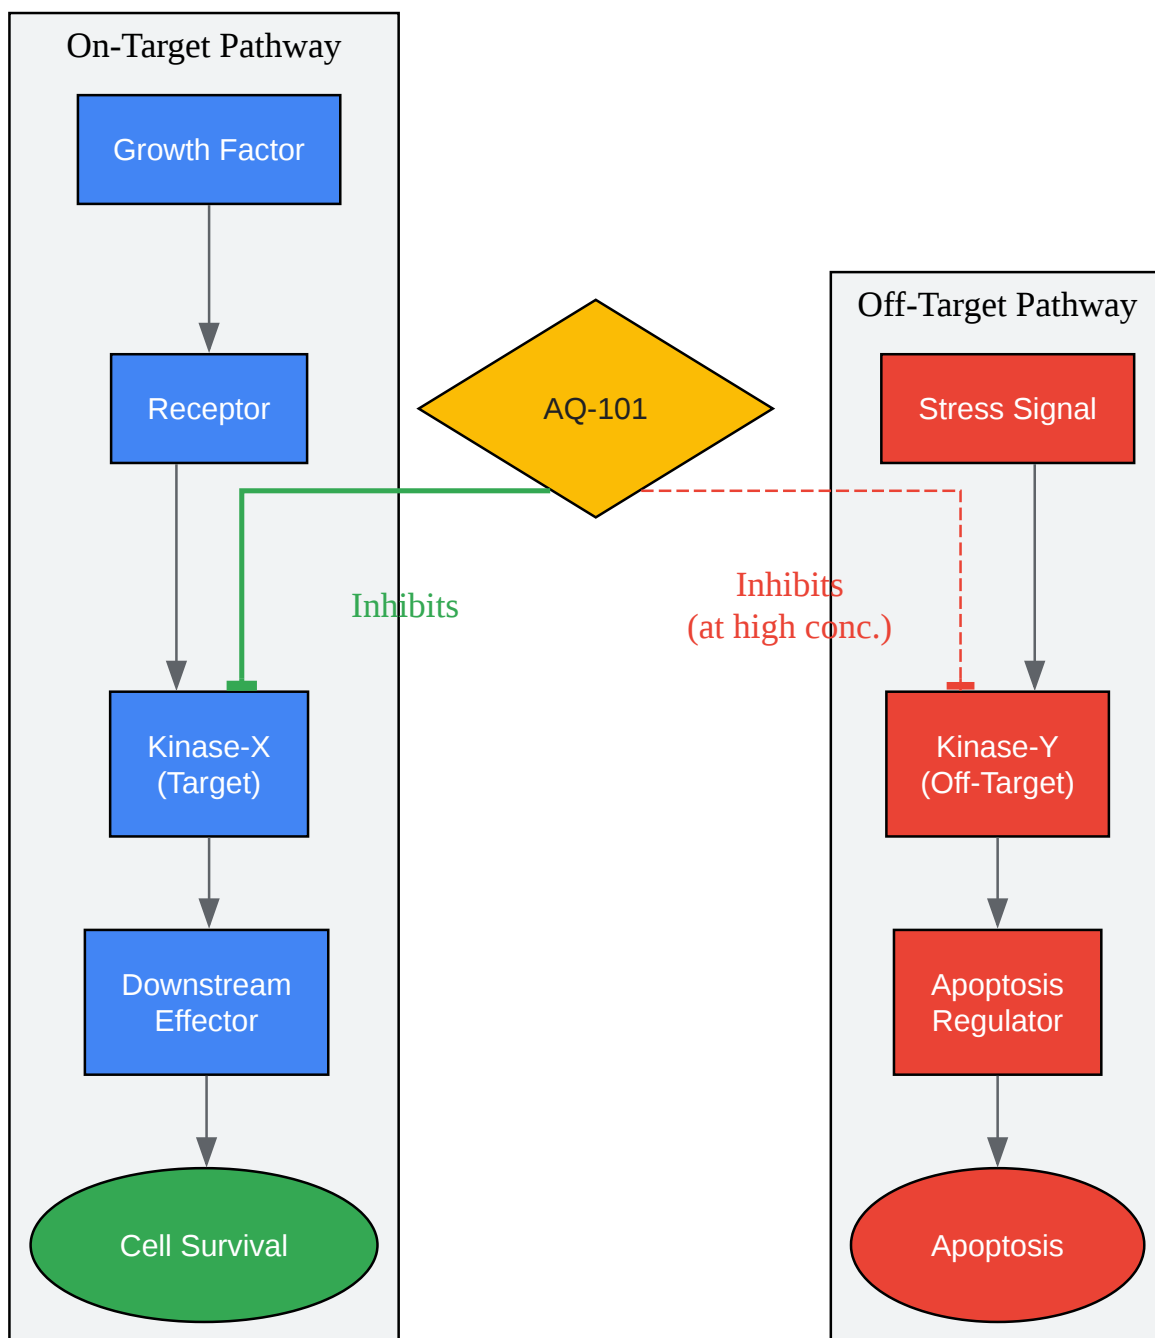 On-Target Pathway
Growth Factor
Receptor
Inhibits
Kinase-X
(Target)
Downstream
Effector
Cell Survival
AQ-101
Off-Target Pathway
Stress Signal
Inhibits
(at high conc.)
Kinase-Y
(Off-Target)
Apoptosis
Regulator
Apoptosis